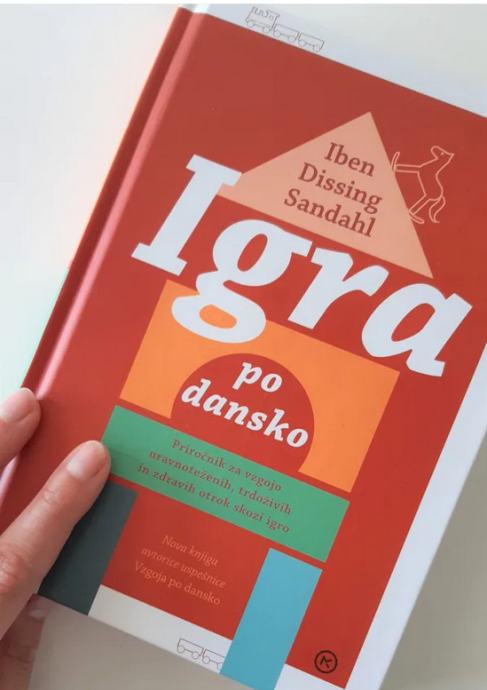 Iben
Dissing
Sandahl
Igra
po
dansko
Priročnik za vzgojo
uravnoteženih, trdoživih
in zdravih otrok skozi igro
Nova knjiga
avtorice uspešnice
Vzgoja po dansko